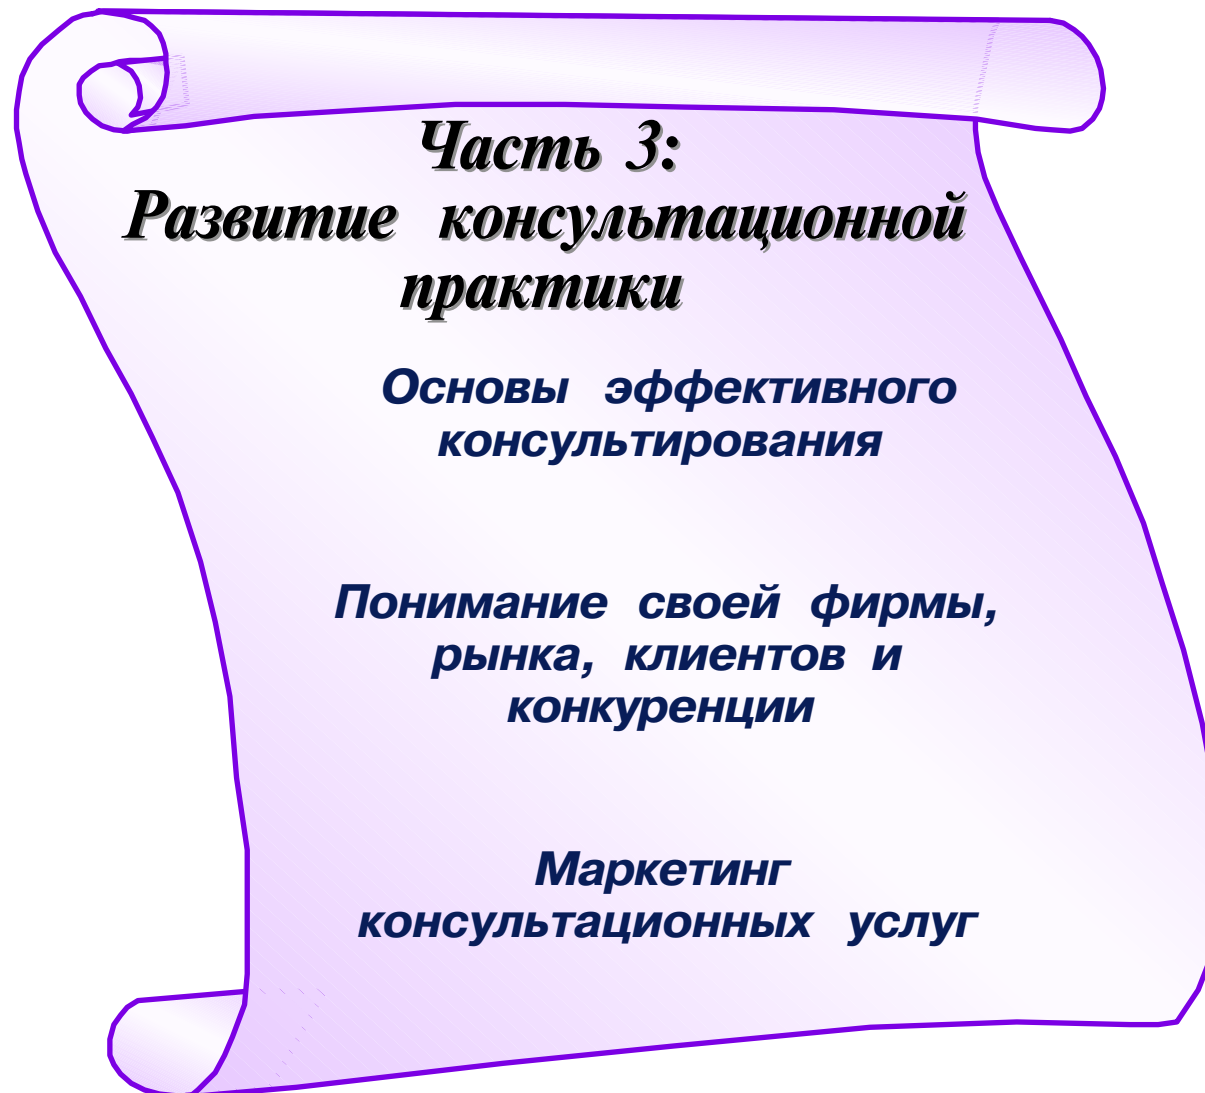 Часть 3:
Развитие консультационной
практики
Основы эффективного
консультирования
Понимание своей фирмы,
рынка, клиентов и
конкуренции
Маркетинг
консультационных услуг